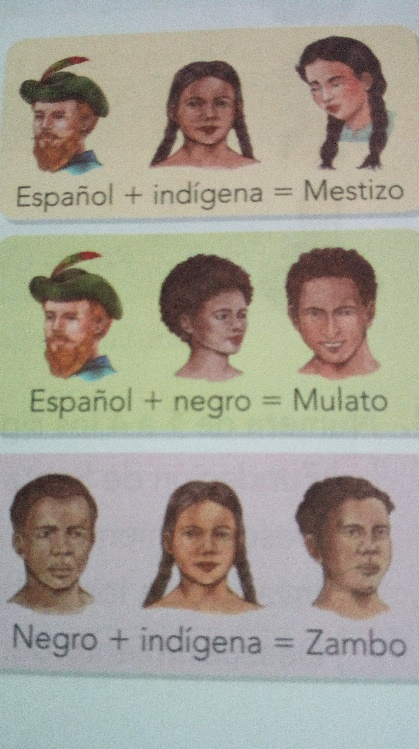 Español + indígena = Mestizo
Español + negro = Mulato
Negro + indígena = Zambo